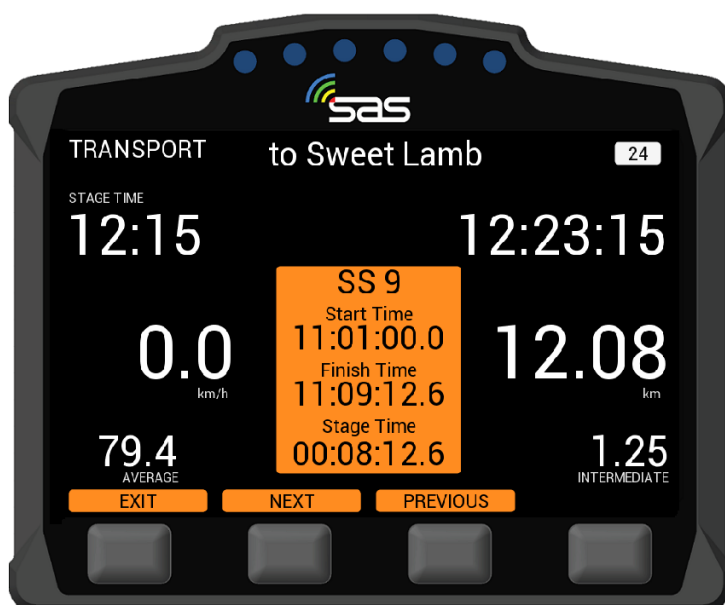 sas
TRANSPORT to Sweet Lamb 24
STAGE TIME
12:15 12:23:15
SS 9
Start Time
11:01:00.0
0.0 12.08
km/h km
Finish Time
11:09:12.6
Stage Time
00:08:12.6
79.4 1.25
AVERAGE INTERMEDIATE
EXIT NEXT PREVIOUS